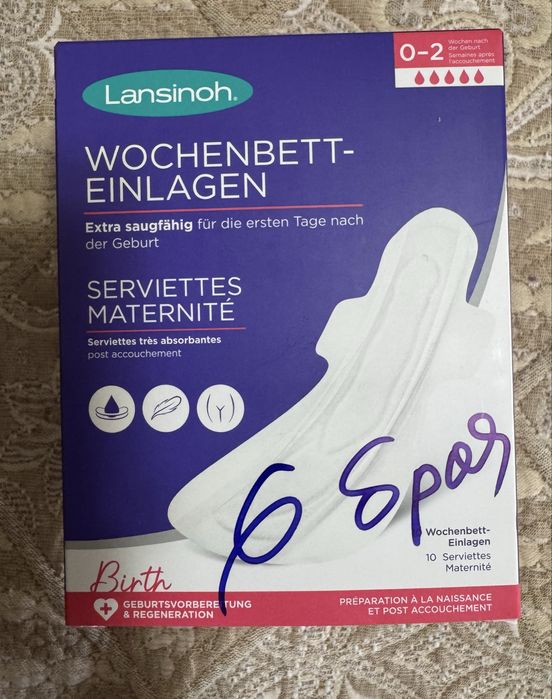 0-2 Wochen nach
der Geburt
Semaines après
l'accouchement
Lansinoh®
WOCHENBETT-
EINLAGEN
Extra saugfähig für die ersten Tage nach
der Geburt
SERVIETTES
MATERNITÉ
Serviettes très absorbantes
post accouchement
6 Spar
Wochenbett-
Einlagen
10 Serviettes
Maternité
Birth
GEBURTSVORBEREITUNG
& REGENERATION
PRÉPARATION À LA NAISSANCE
ET POST ACCOUCHEMENT